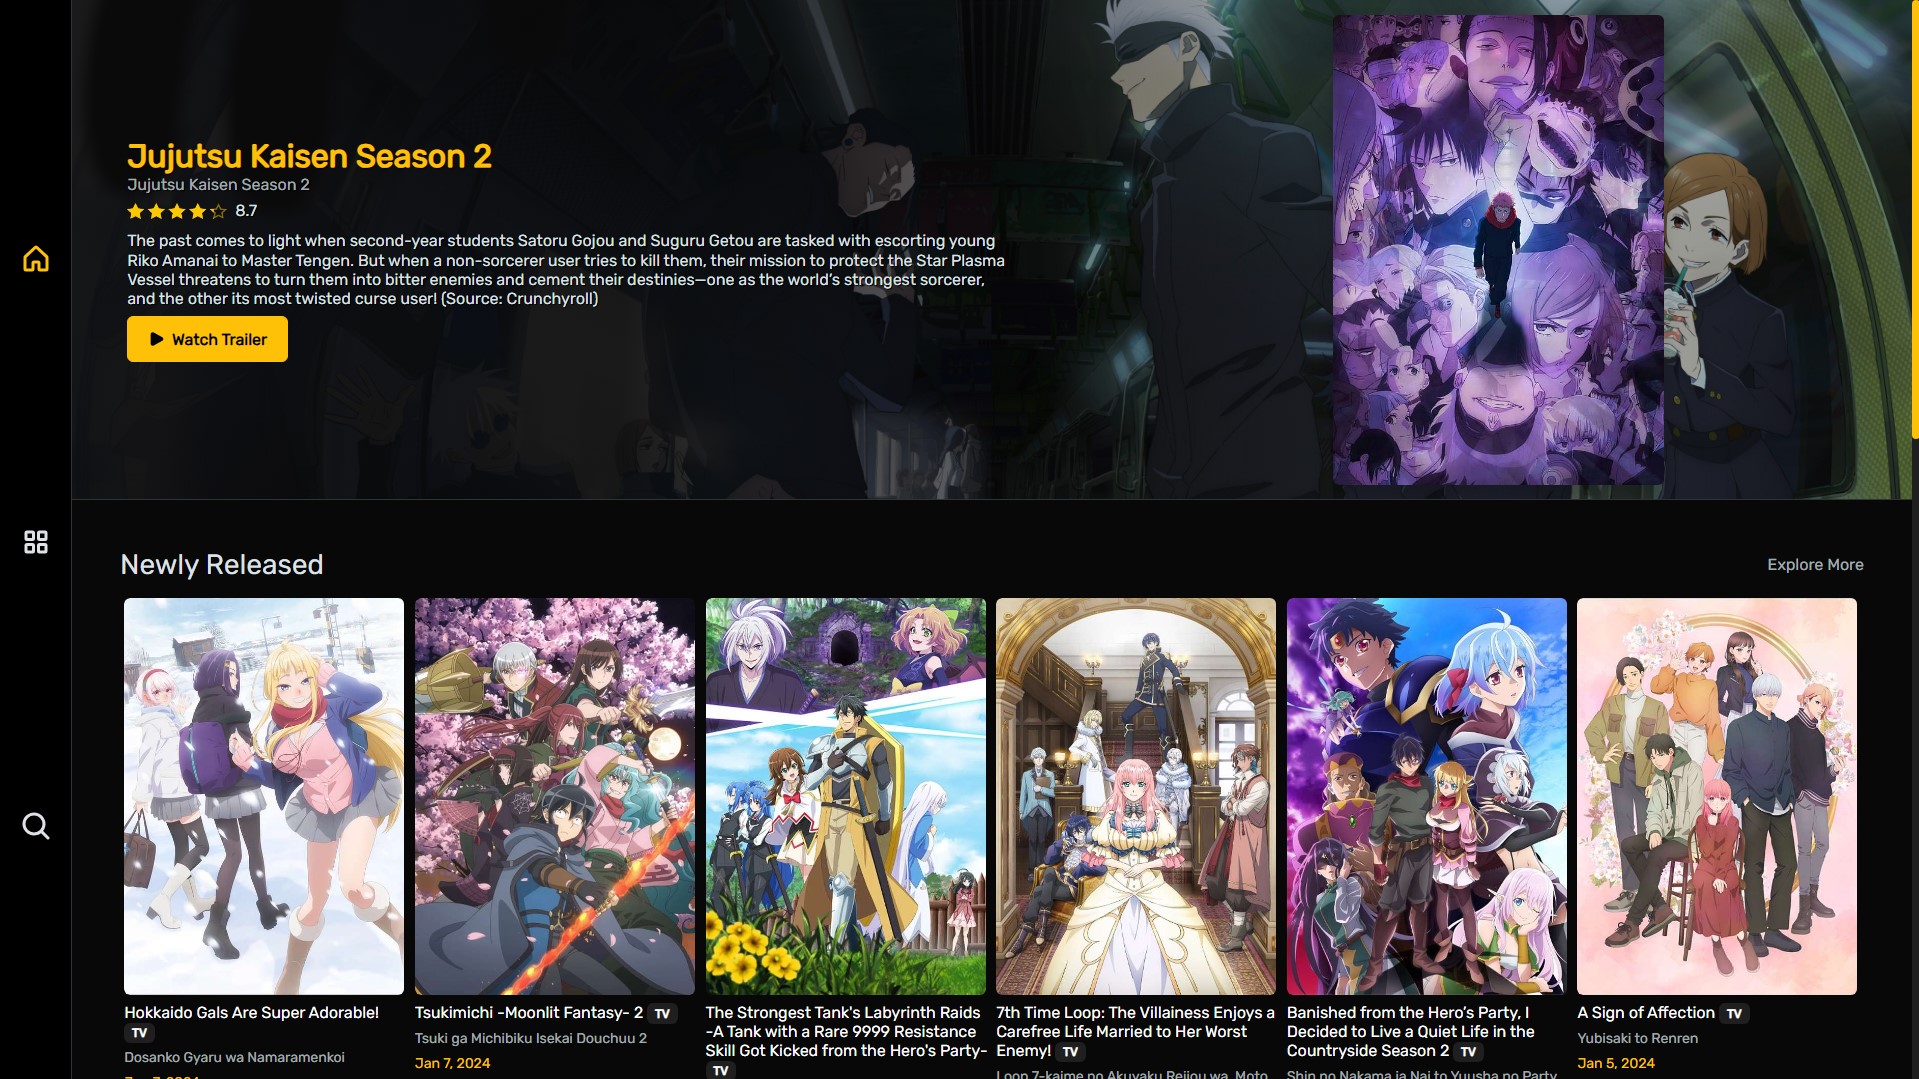 Jujutsu Kaisen Season 2
Jujutsu Kaisen Season 2
8.7
The past comes to light when second-year students Satoru Gojou and Suguru Getou are tasked with escorting young
Riko Amanai to Master Tengen. But when a non-sorcerer user tries to kill them, their mission to protect the Star Plasma
Vessel threatens to turn them into bitter enemies and cement their destinies—one as the world's strongest sorcerer,
and the other its most twisted curse user! (Source: Crunchyroll)
Watch Trailer
Newly Released
Explore More
Hokkaido Gals Are Super Adorable!
TV
Dosanko Gyaru wa Namaramenkoi
Tsukimichi -Moonlit Fantasy- 2 TV
Tsuki ga Michibiku Isekai Douchuu 2
Jan 7, 2024
The Strongest Tank's Labyrinth Raids
-A Tank with a Rare 9999 Resistance
Skill Got Kicked from the Hero's Party-
TV
7th Time Loop: The Villainess Enjoys a
Carefree Life Married to Her Worst
Enemy! TV
Loop 7-kaime no Akuyaku Reijou wa, Moto
Banished from the Hero's Party, I
Decided to Live a Quiet Life in the
Countryside Season 2 TV
Shin no Nakama ja Nai to Yuusha no Party
A Sign of Affection TV
Yubisaki to Renren
Jan 5, 2024